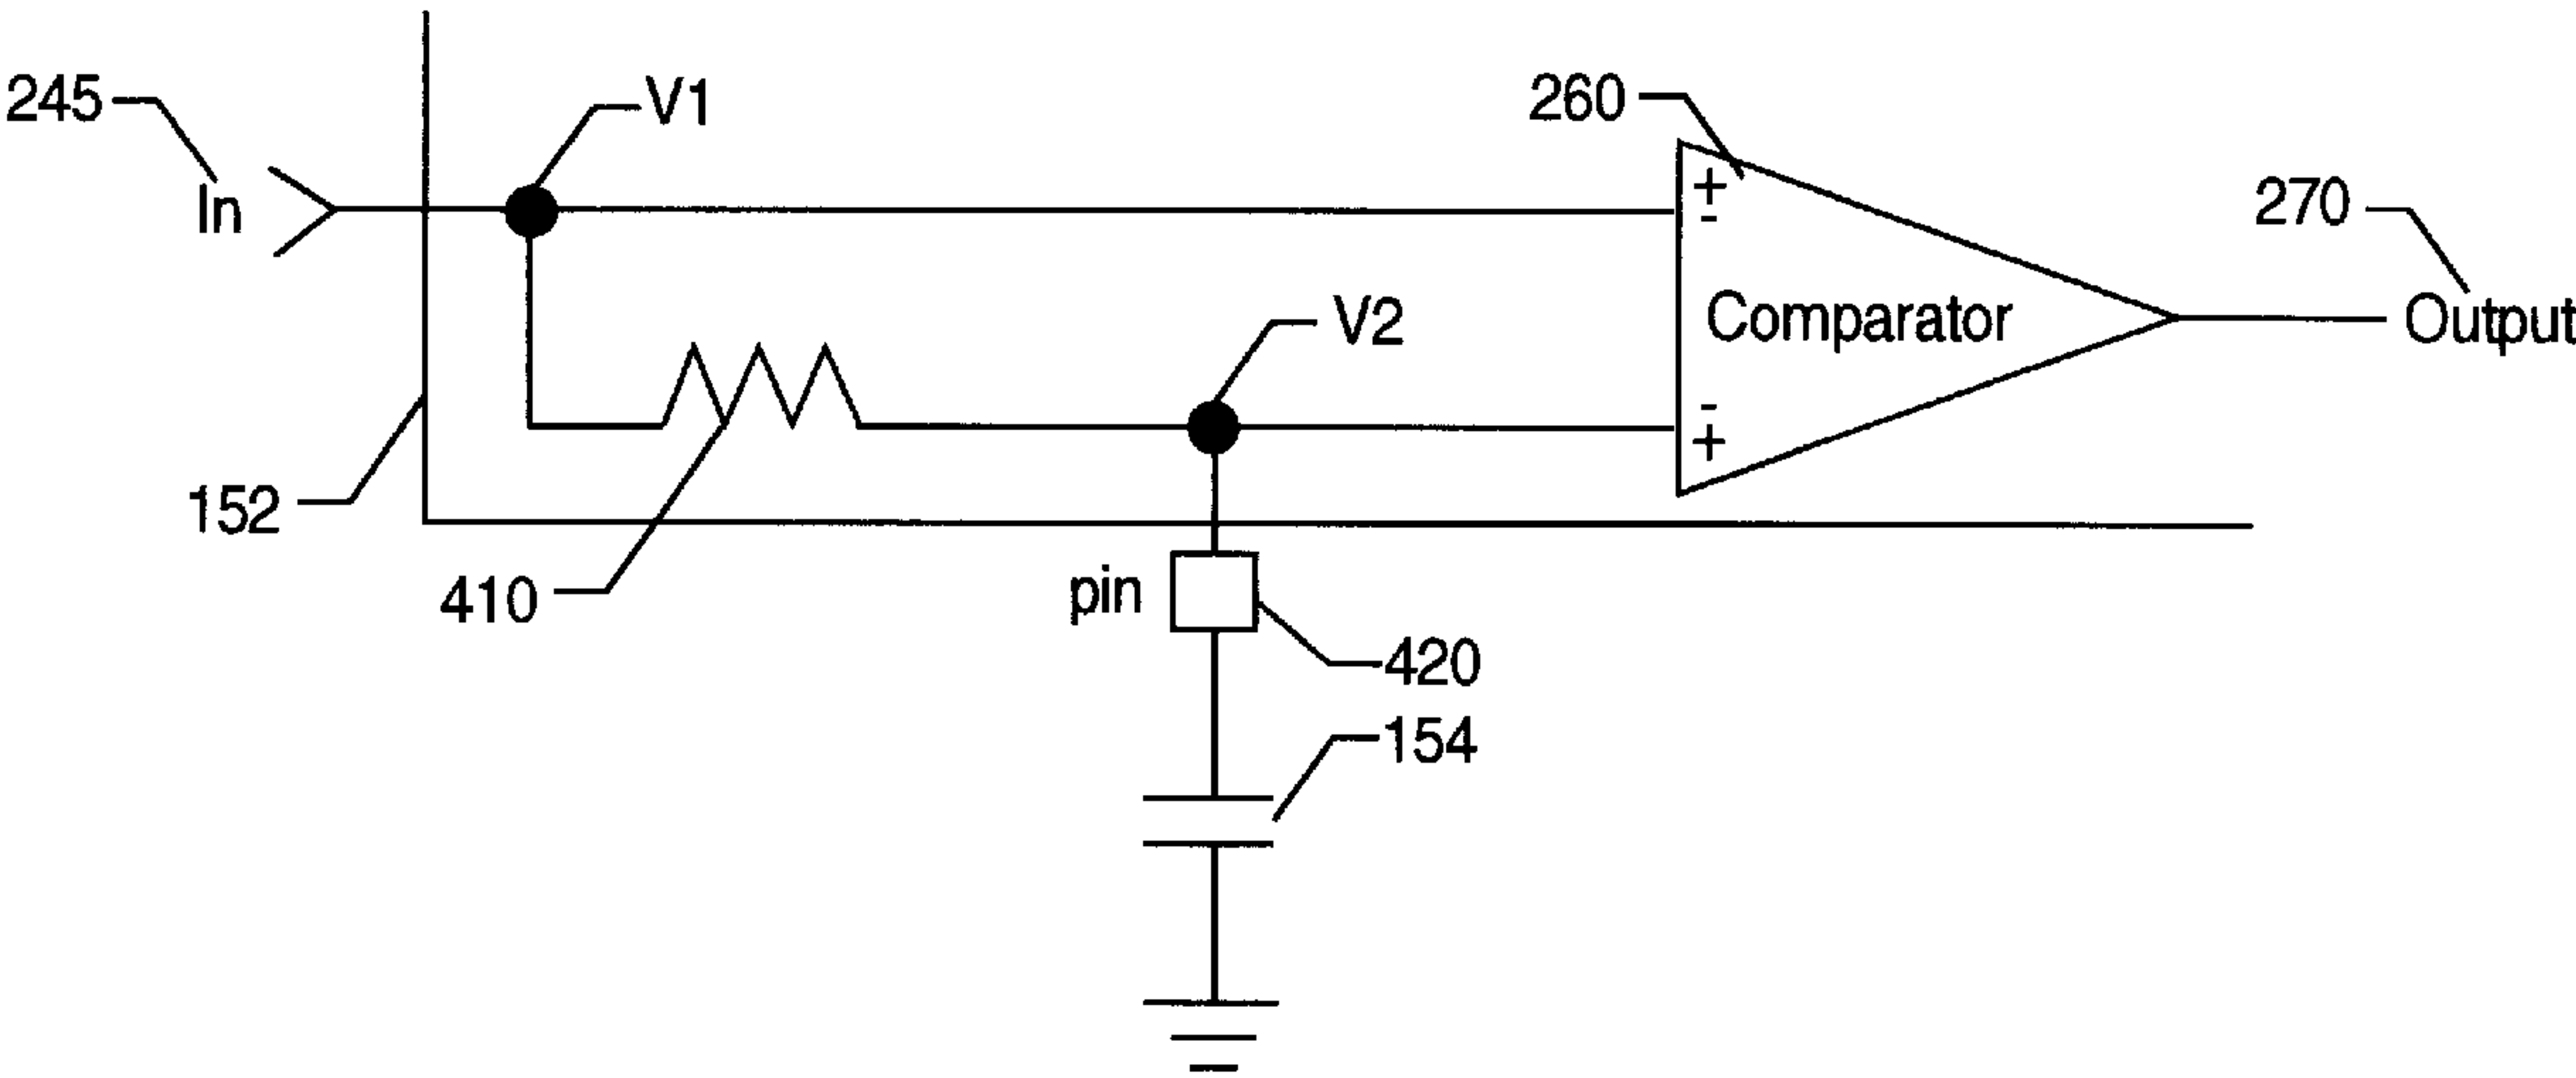 245
V1
260
In
+
-
270
V2
Comparator
Output
-
+
152
410
pin
420
154